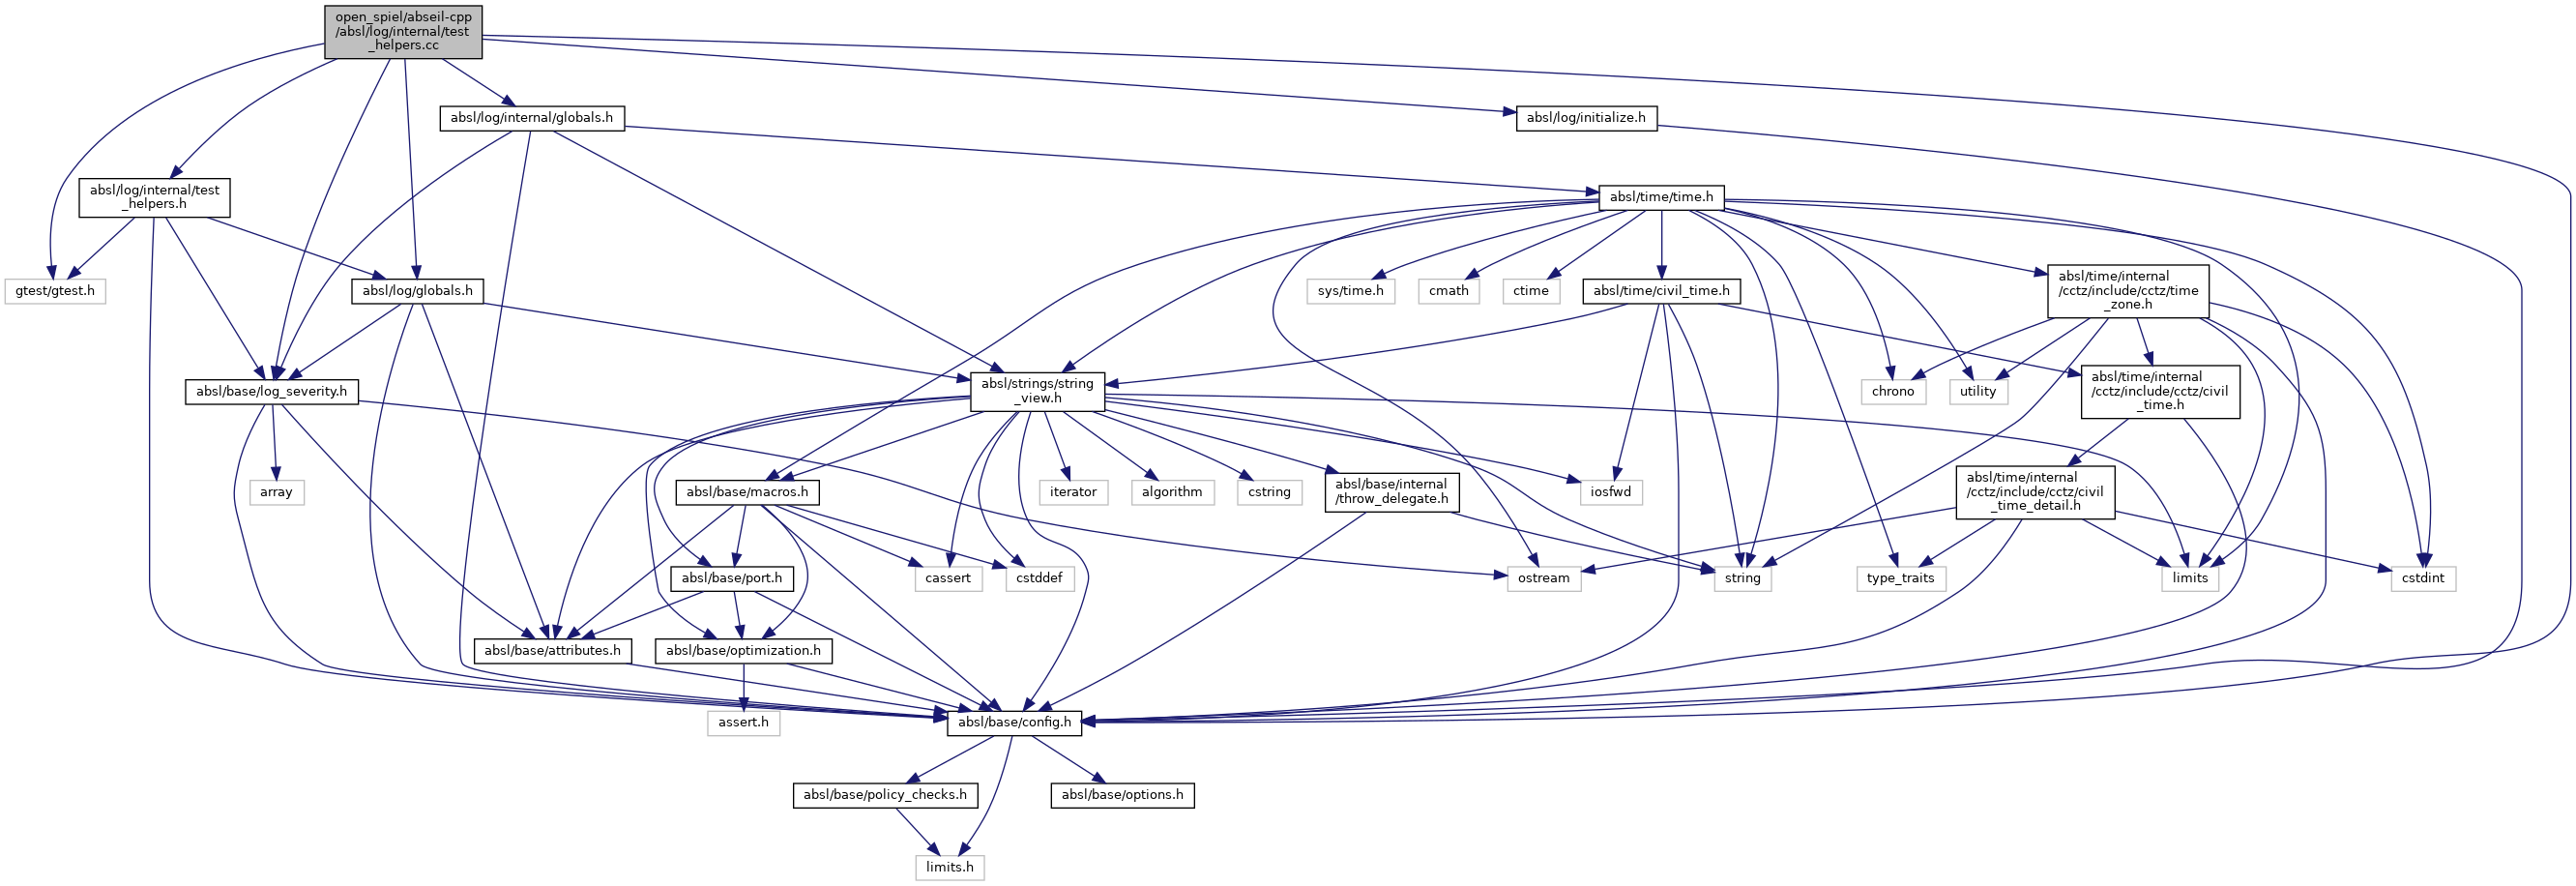 open_spiel/abseil-cpp
/absl/log/internal/test
_helpers.cc
absl/log/internal/globals.h
absl/log/initialize.h
absl/log/internal/test
_helpers.h
absl/time/time.h
gtest/gtest.h
absl/log/globals.h
sys/time.h
cmath
ctime
absl/time/civil_time.h
absl/time/internal
/cctz/include/cctz/time
_zone.h
absl/base/log_severity.h
absl/strings/string
_view.h
chrono
utility
absl/time/internal
/cctz/include/cctz/civil
_time.h
array
absl/base/macros.h
iterator
algorithm
cstring
absl/base/internal
/throw_delegate.h
iosfwd
absl/time/internal
/cctz/include/cctz/civil
_time_detail.h
absl/base/port.h
cassert
cstddef
ostream
string
type_traits
limits
cstdint
absl/base/attributes.h
absl/base/optimization.h
assert.h
absl/base/config.h
absl/base/policy_checks.h
absl/base/options.h
limits.h